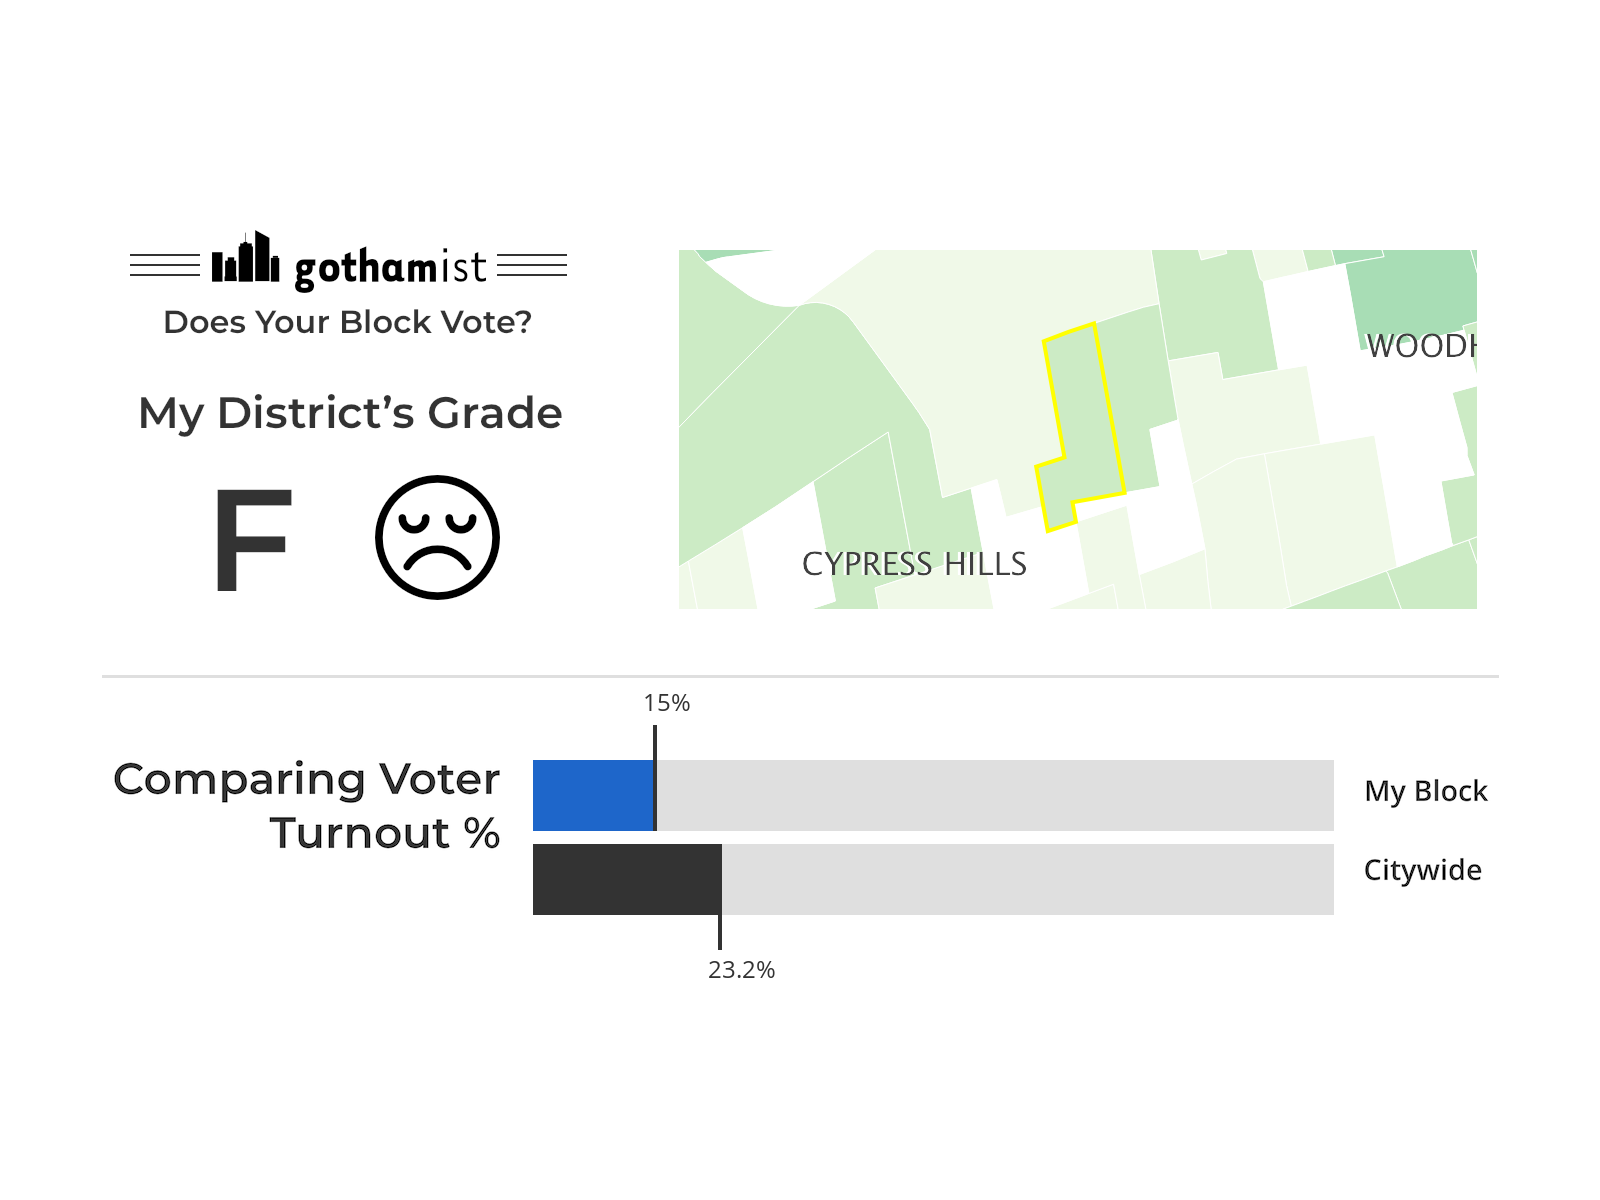 gothamist
Does Your Block Vote?
My District’s Grade
F
WOODH
CYPRESS HILLS
15%
Comparing Voter
Turnout %
My Block
Citywide
23.2%